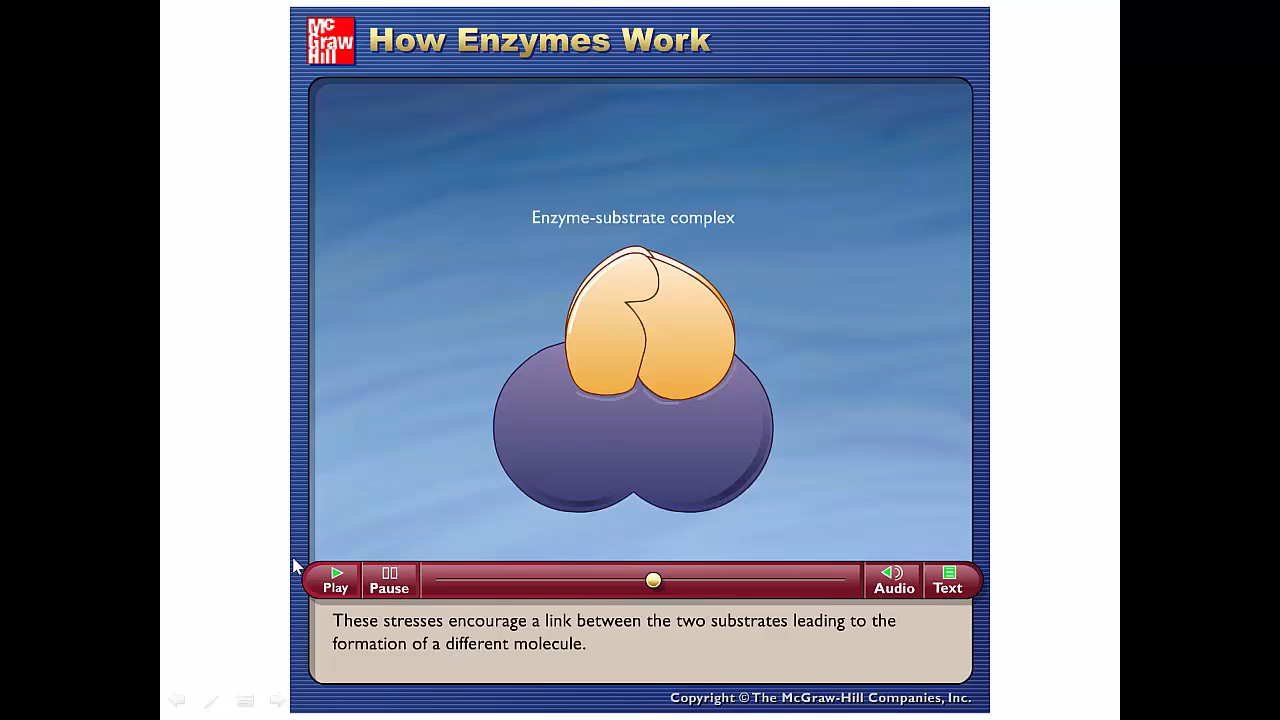 Mc
Graw
Hill
How Enzymes Work
Enzyme-substrate complex
Play
Pause
Audio
Text
These stresses encourage a link between the two substrates leading to the
formation of a different molecule.
Copyright © The McGraw-Hill Companies, Inc.